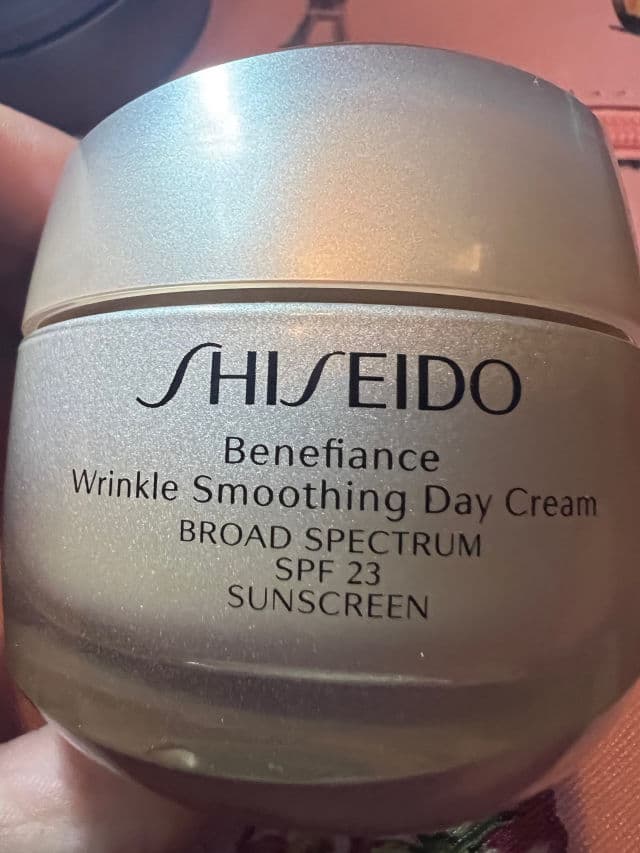 SHISEIDO
Benefiance
Wrinkle Smoothing Day Cream
BROAD SPECTRUM
SPF 23
SUNSCREEN